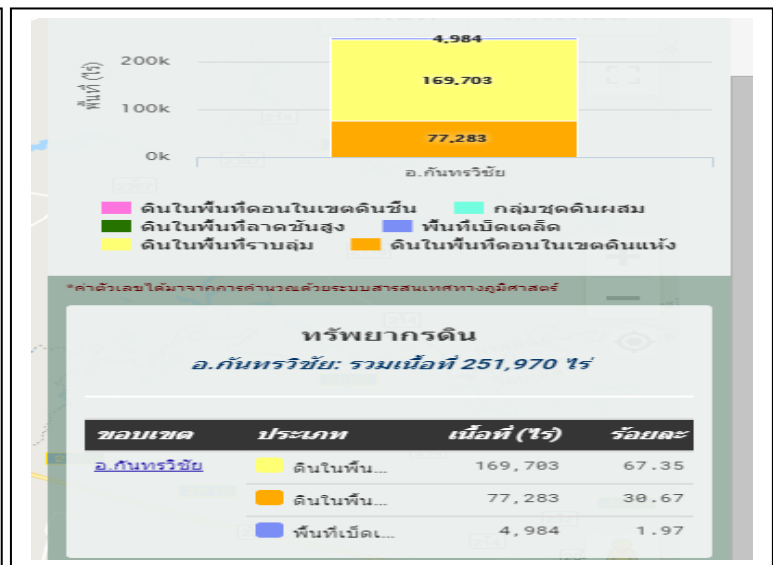 4,984
200k
169,703
100k
77,283
0k
พื้นที่ (ไร่)
อ.กันทรวิชัย
ดินในพื้นที่ดอนในเขตดินชื้น กลุ่มชุดดินผสม
ดินในพื้นที่ลาดชันสูง พื้นที่เบ็ดเตล็ด
ดินในพื้นที่ราบลุ่ม ดินในพื้นที่ดอนในเขตดินแห้ง
*ค่าตัวเลขได้มาจากการคำนวณด้วยระบบสารสนเทศทางภูมิศาสตร์
ทรัพยากรดิน
อ.กันทรวิชัย: รวมเนื้อที่ 251,970 ไร่
ขอบเขต ประเภท เนื้อที่ (ไร่) ร้อยละ
อ.กันทรวิชัย ดินในพื้น... 169,703 67.35
ดินในพื้น... 77,283 30.67
พื้นที่เบ็ดเ... 4,984 1.97